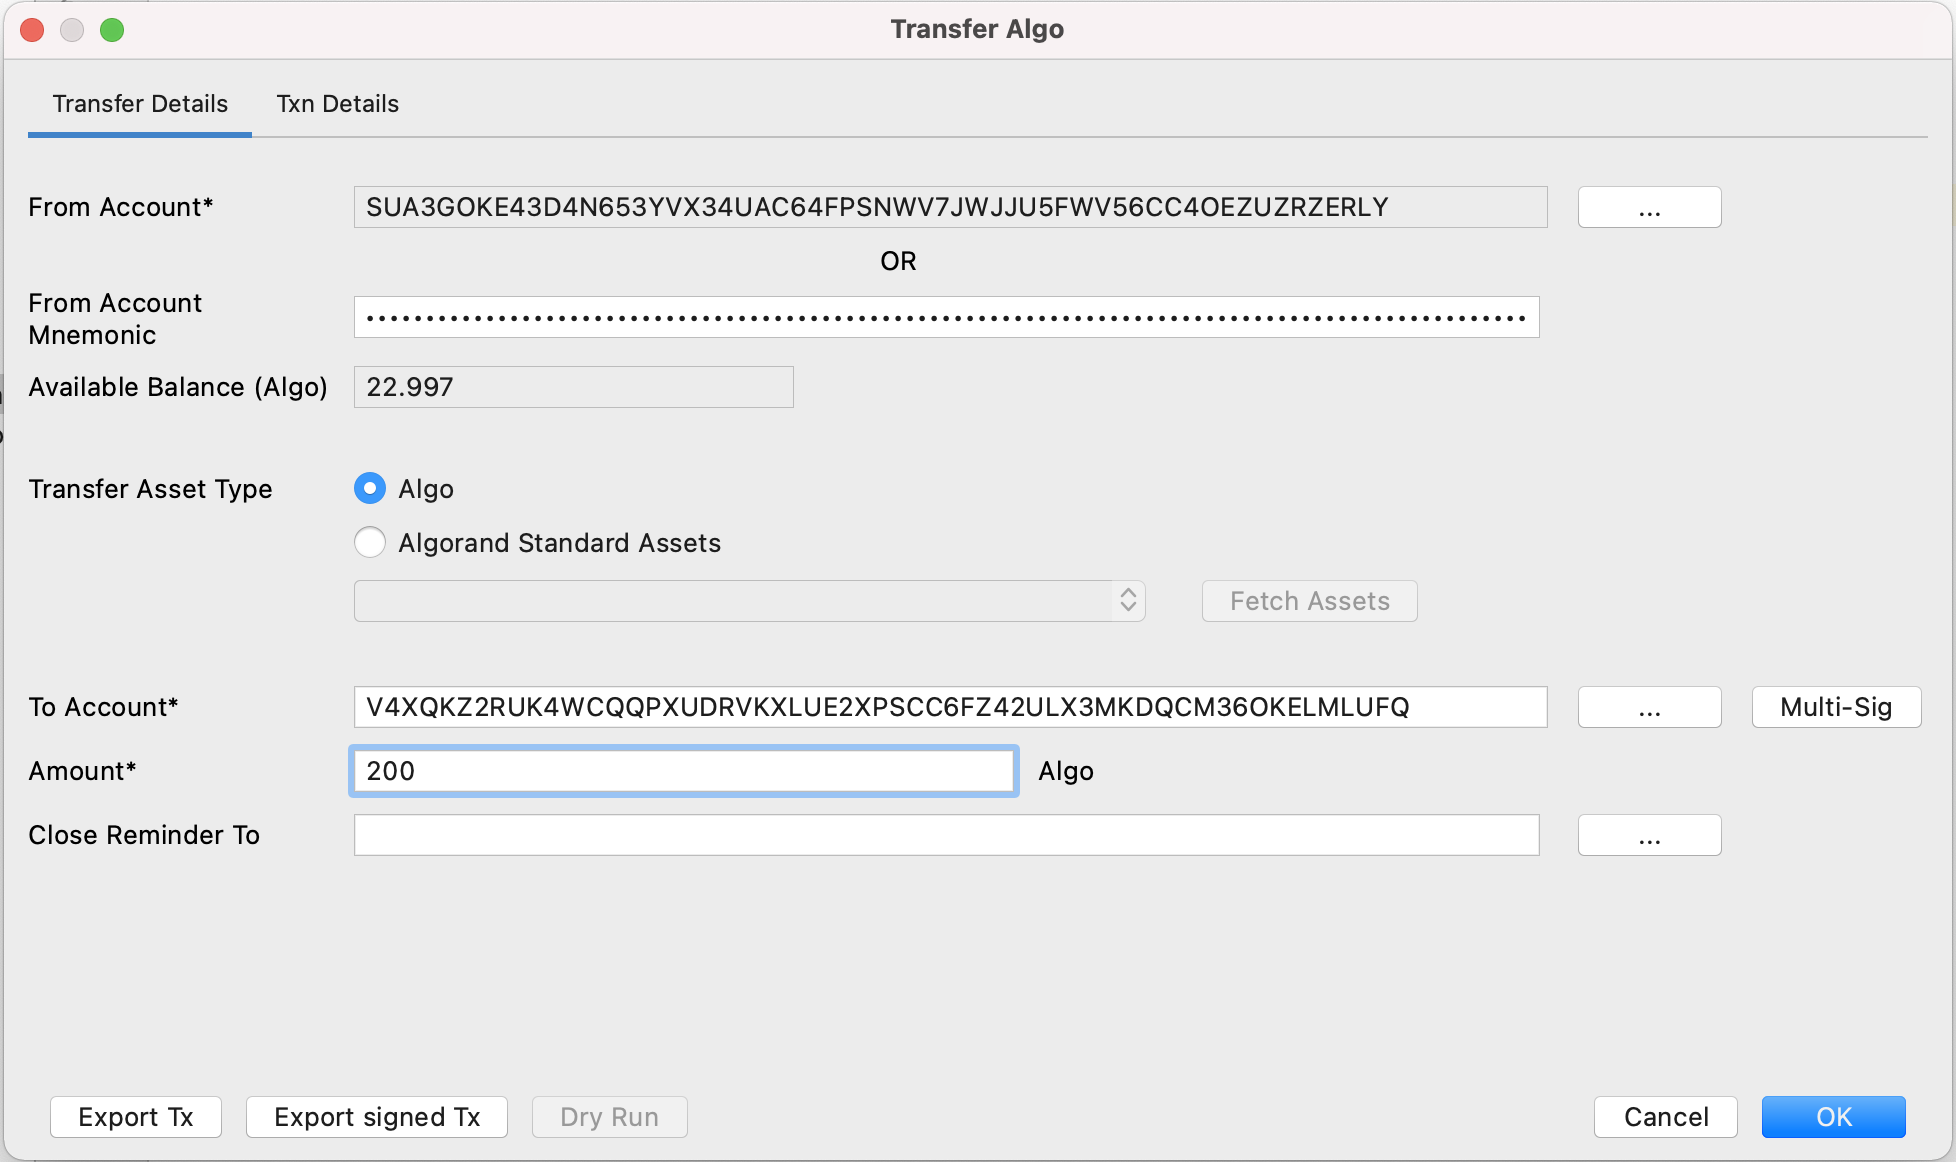 Transfer Algo
Transfer Details Txn Details
From Account* SUA3GOKE43D4N653YVX34UAC64FPSNWV7JWJJU5FWV56CC4OEZUZRZERLY ...
OR
From Account
Mnemonic
Available Balance (Algo) 22.997
Transfer Asset Type Algo
Algorand Standard Assets
Fetch Assets
To Account* V4XQKZ2RUK4WCQQPXUDRVKXLUE2XPSCC6FZ42ULX3MKDQCM36OKELMLUFQ ... Multi-Sig
Amount* 200 Algo
Close Reminder To ...
Export Tx Export signed Tx Dry Run Cancel OK